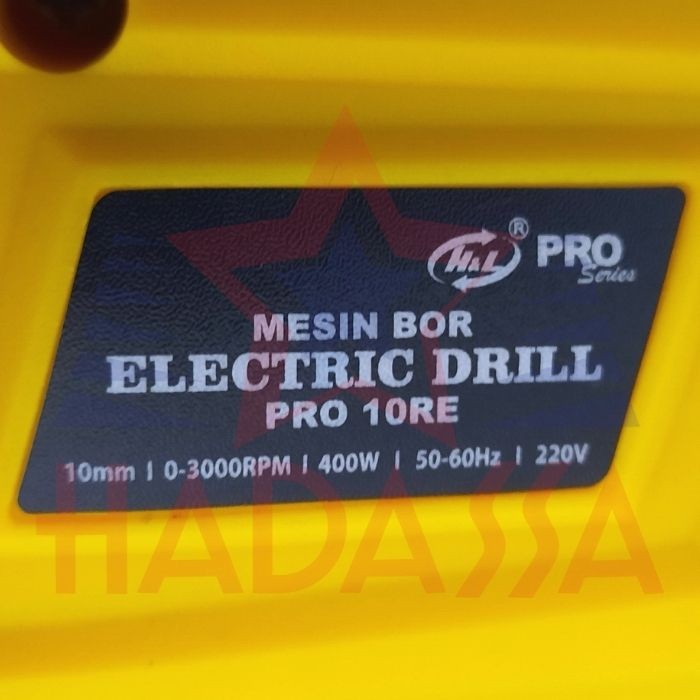 H&L ® PRO
Series
MESIN BOR
ELECTRIC DRILL
PRO 10RE
10mm | 0-3000RPM | 400W | 50-60Hz | 220V
HADASSA